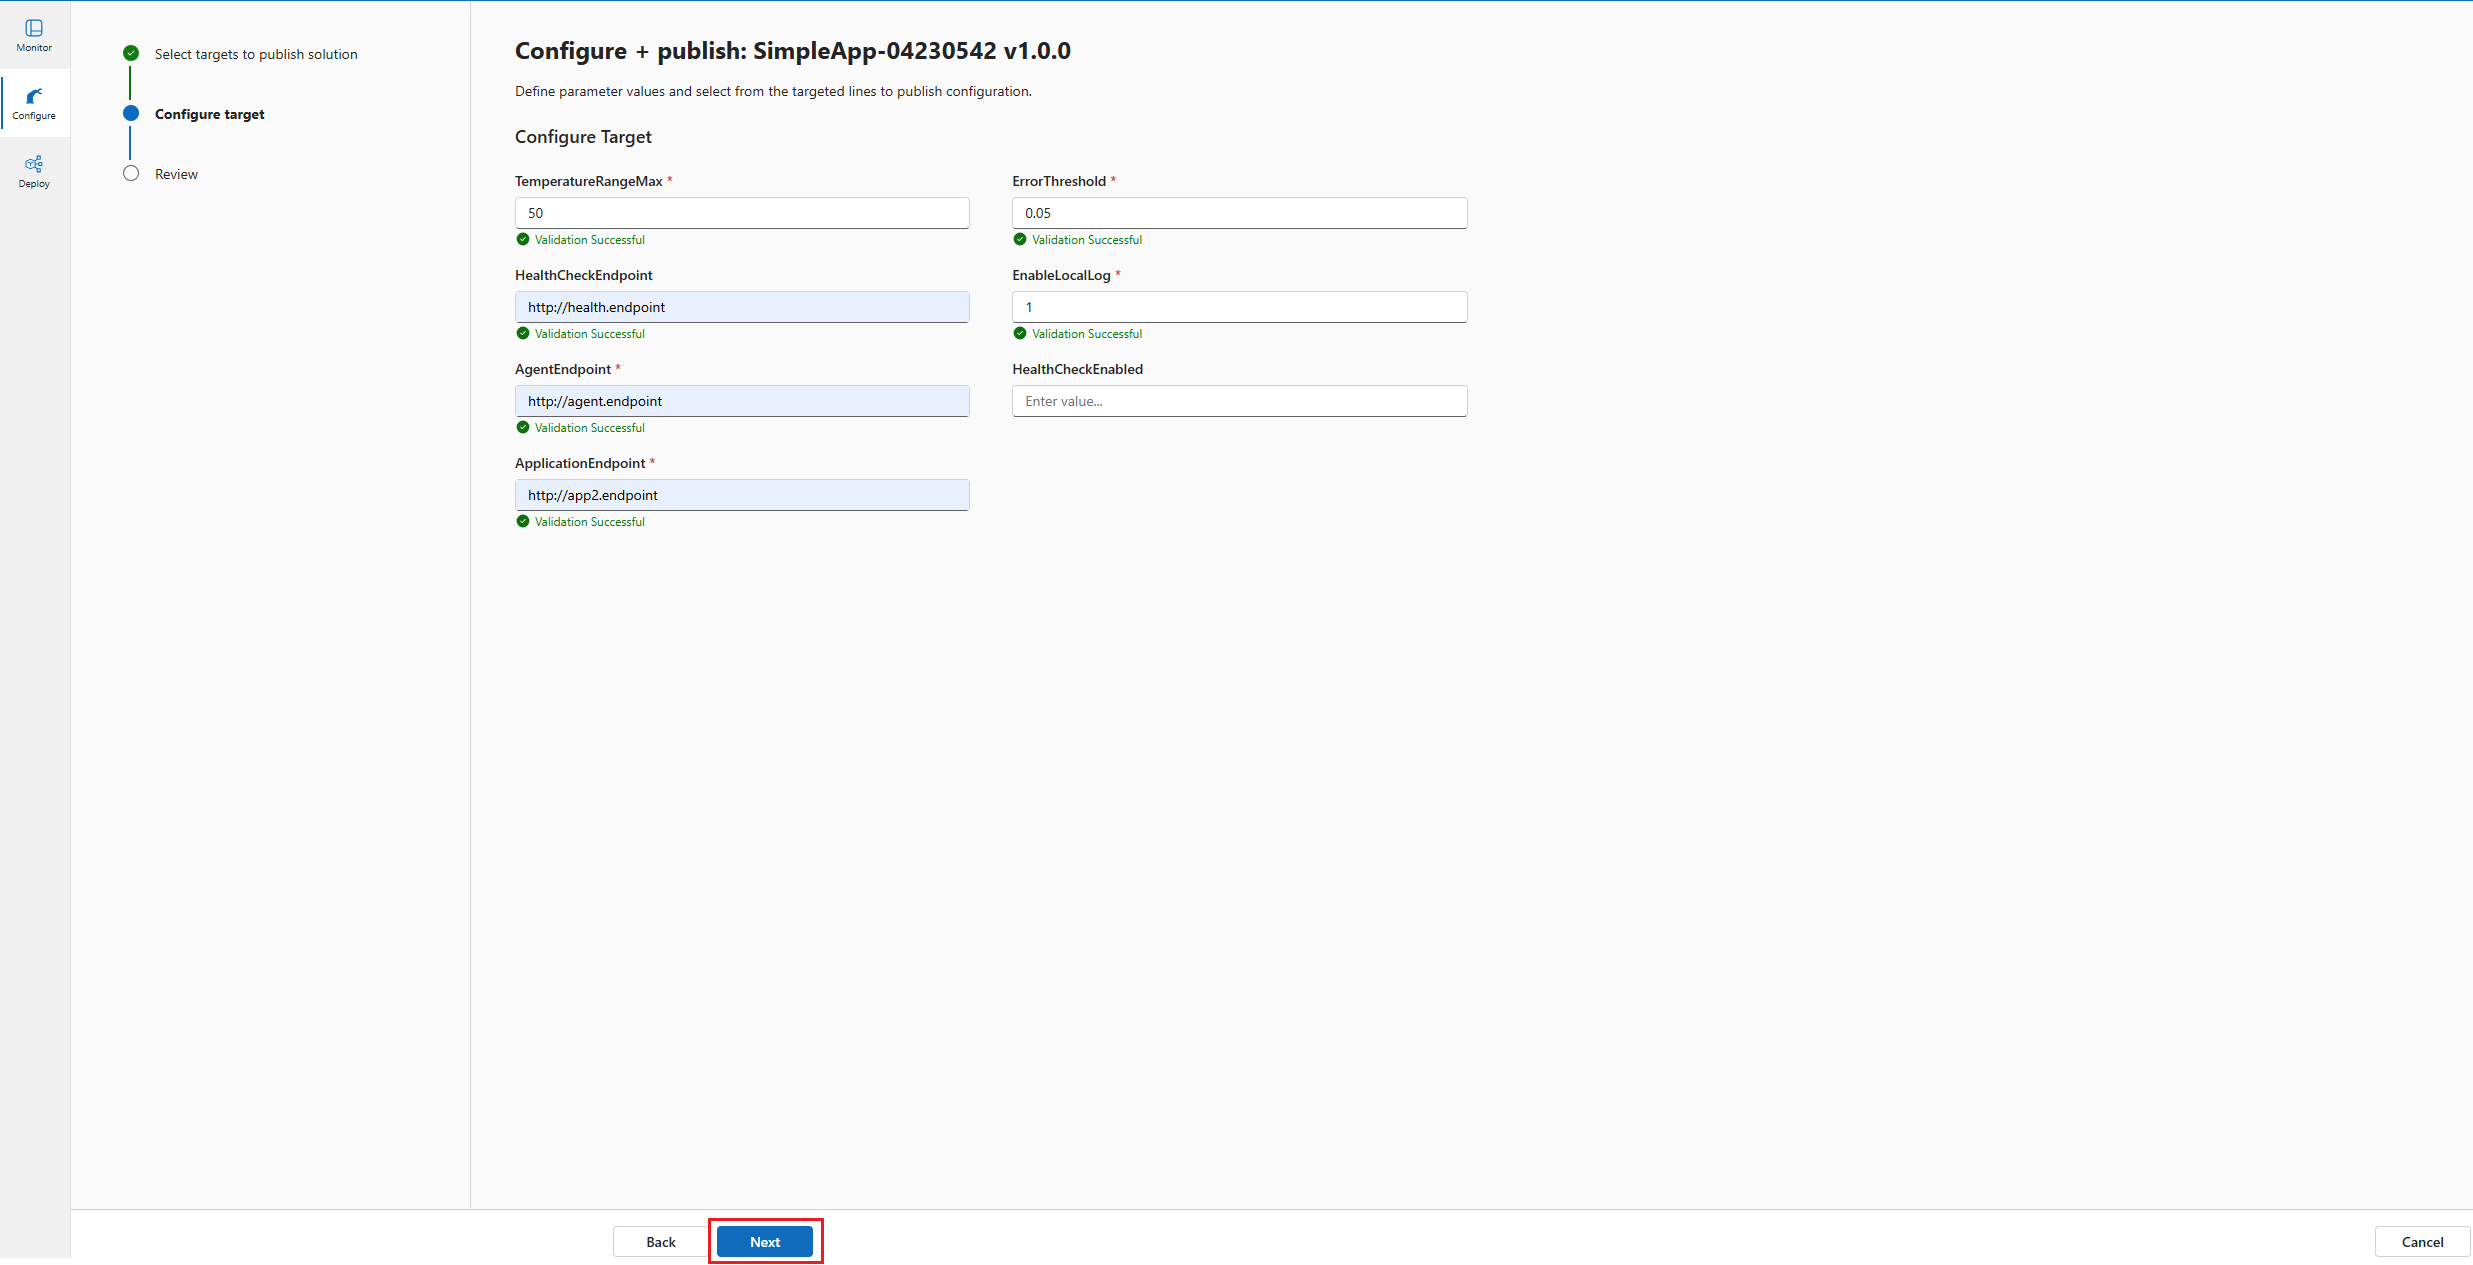 Monitor
Configure
Deploy
Select targets to publish solution
Configure target
Review
Configure + publish: SimpleApp-04230542 v1.0.0
Define parameter values and select from the targeted lines to publish configuration.
Configure Target
TemperatureRangeMax *
50
Validation Successful
ErrorThreshold *
0.05
Validation Successful
HealthCheckEndpoint
http://health.endpoint
Validation Successful
EnableLocalLog *
1
Validation Successful
AgentEndpoint *
http://agent.endpoint
Validation Successful
HealthCheckEnabled
Enter value...
ApplicationEndpoint *
http://app2.endpoint
Validation Successful
Back
Next
Cancel